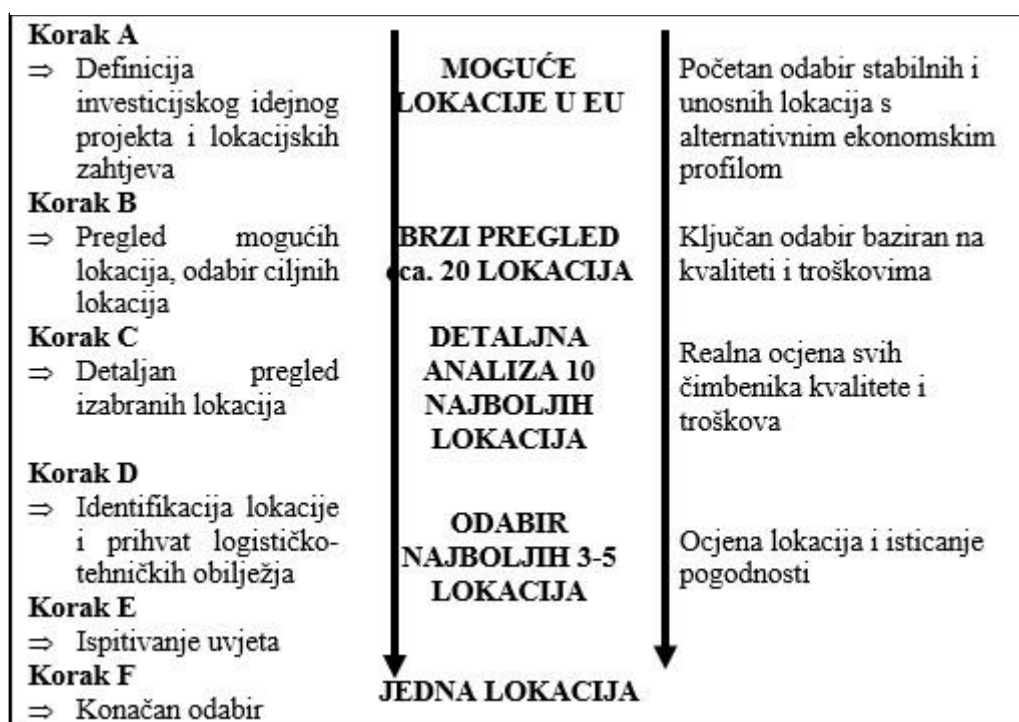 Korak A
⇒ Definicija
investicijskog idejnog
projekta i lokacijskih
zahtjeva
Korak B
⇒ Pregled mogućih
lokacija, odabir ciljnih
lokacija
Korak C
⇒ Detaljan pregled
izabranih lokacija
Korak D
⇒ Identifikacija lokacije
i prihvat logističko-
tehničkih obilježja
Korak E
⇒ Ispitivanje uvjeta
Korak F
⇒ Konačan odabir
MOGUĆE
LOKACIJE U EU
BRZI PREGLED
cca. 20 LOKACIJA
DETALJNA
ANALIZA 10
NAJBOLJIH
LOKACIJA
ODABIR
NAJBOLJIH 3-5
LOKACIJA
JEDNA LOKACIJA
Početan odabir stabilnih i
unosnih lokacija s
alternativnim ekonomskim
profilom
Ključan odabir baziran na
kvaliteti i troškovima
Realna ocjena svih
čimbenika kvalitete i
troškova
Ocjena lokacija i isticanje
pogodnosti